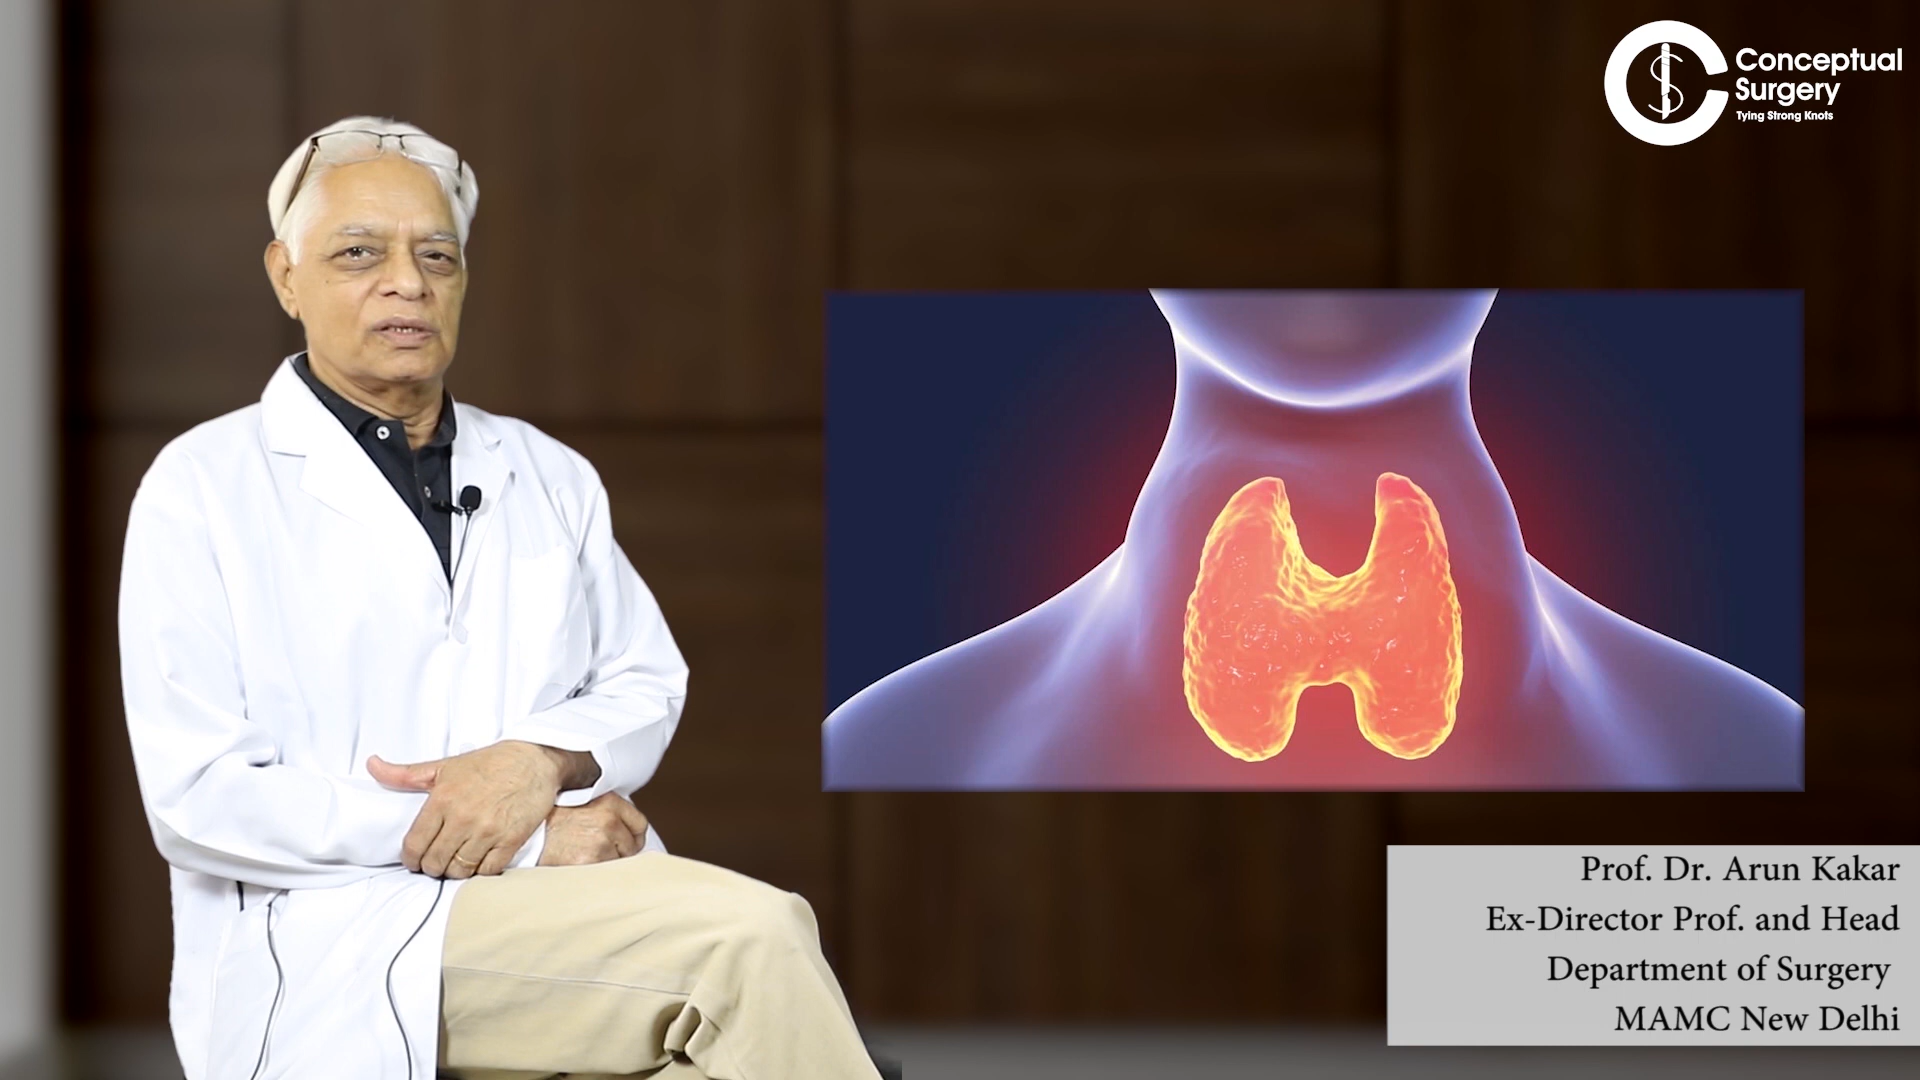 Conceptual
Surgery
Tying Strong Knots
Prof. Dr. Arun Kakar
Ex-Director Prof. and Head
Department of Surgery
MAMC New Delhi